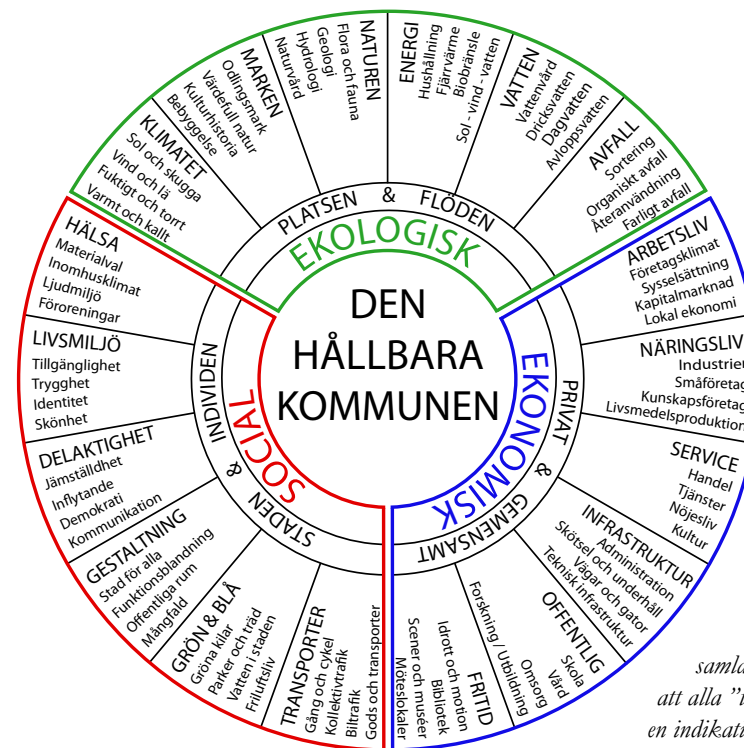 DEN
HÅLLBARA
KOMMUNEN
EKOLOGISK
PLATSEN & FLÖDEN
KLIMATET
Sol och skugga
Vind och lä
Fuktigt och torrt
Varmt och kallt
MARKEN
Odlingsmark
Värdefull natur
Kulturhistoria
Bebyggelse
NATUREN
Flora och fauna
Geologi
Hydrologi
Naturvård
ENERGI
Hushållning
Fjärrvärme
Biobränsle
Sol - vind - vatten
VATTEN
Vattenvård
Dricksvatten
Dagvatten
Avloppsvatten
AVFALL
Sortering
Organiskt avfall
Återanvändning
Farligt avfall
EKONOMISK
PRIVAT & GEMENSAMT
ARBETSLIV
Företagsklimat
Sysselsättning
Kapitalmarknad
Lokal ekonomi
NÄRINGSLIV
Industrier
Småföretag
Kunskapsföretag
Livsmedelsproduktion
SERVICE
Handel
Tjänster
Nöjesliv
Kultur
INFRASTRUKTUR
Administration
Skötsel och underhåll
Vägar och gator
Teknisk infrastruktur
OFFENTLIG
Skola
Vård
Omsorg
Forskning / Utbildning
FRITID
Idrott och motion
Bibliotek
Scener och muséer
Möteslokaler
SOCIAL
STADEN & INDIVIDEN
TRANSPORTER
Gång och cykel
Kollektivtrafik
Biltrafik
Gods och transporter
GRÖN & BLÅ
Gröna kilar
Parker och träd
Vatten i staden
Friluftsliv
GESTALTNING
Stad för alla
Funktionsblandning
Offentliga rum
Mångfald
DELAKTIGHET
Jämställdhet
Inflytande
Demokrati
Kommunikation
LIVSMILJÖ
Tillgänglighet
Trygghet
Identitet
Skönhet
HÄLSA
Materialval
Inomhusklimat
Ljudmiljö
Föroreningar
samla
att alla "t
en indikat